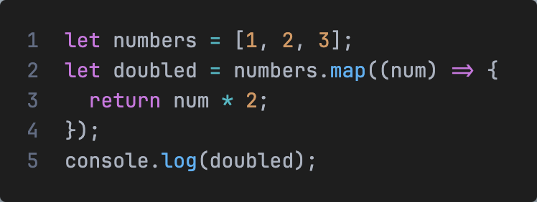 1 let numbers = [1, 2, 3];
2 let doubled = numbers.map((num) => {
3   return num * 2;
4 });
5 console.log(doubled);